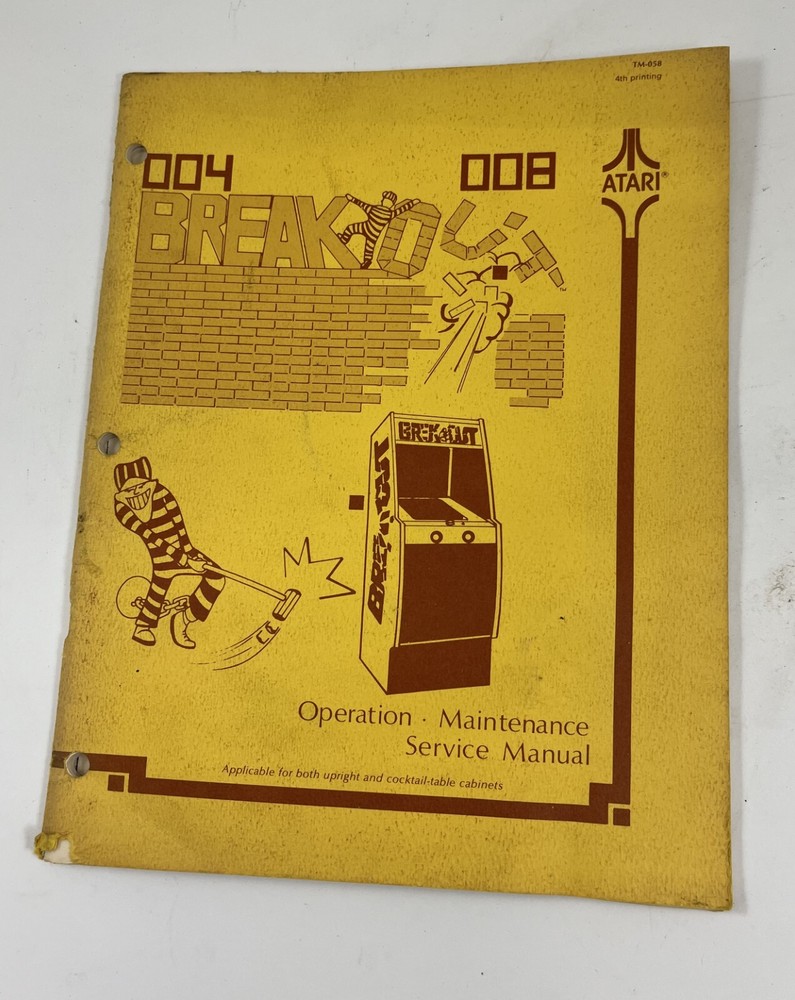 TM-058
4th printing
004 008
ATARI®
BREAKOUT™
BREAKOUT
BREAKOUT
Operation · Maintenance
Service Manual
Applicable for both upright and cocktail-table cabinets